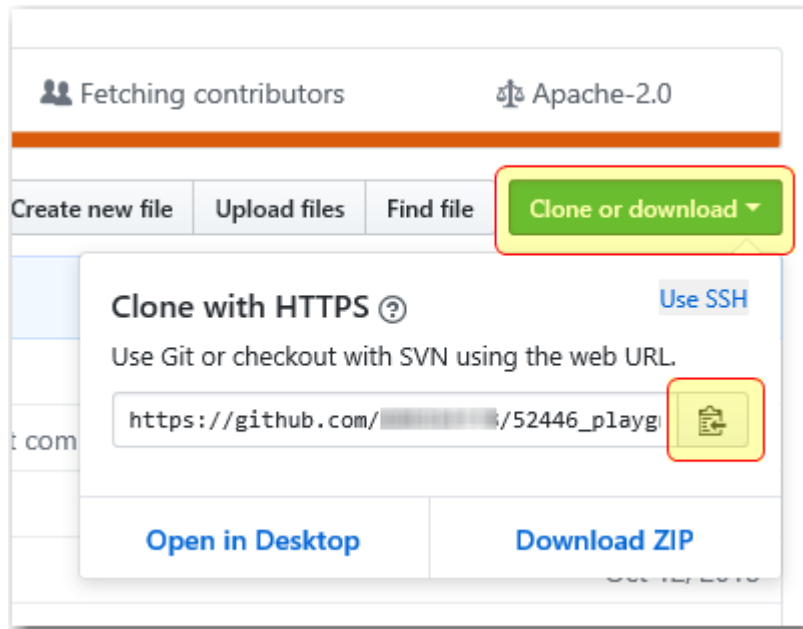 Fetching contributors Apache-2.0
Create new file Upload files Find file Clone or download
Clone with HTTPS Use SSH
Use Git or checkout with SVN using the web URL.
https://github.com/ /52446_playg
t com
Open in Desktop Download ZIP